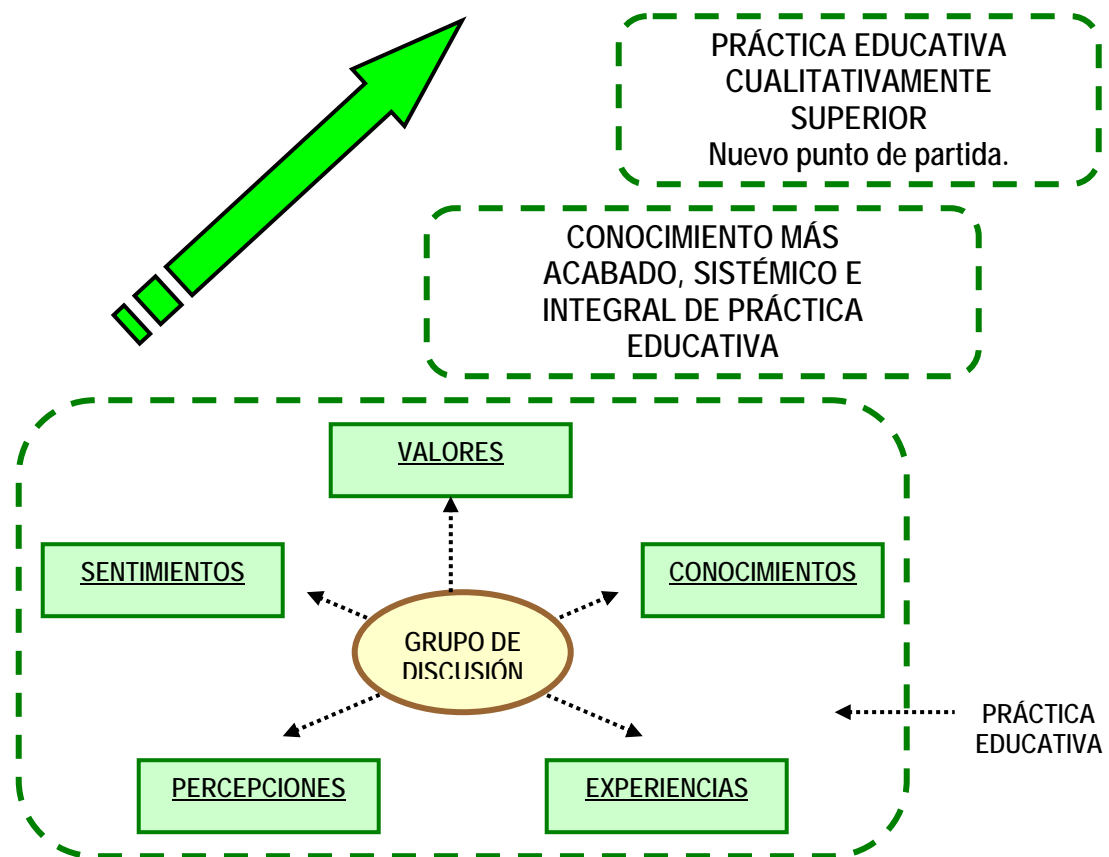 PRÁCTICA EDUCATIVA
CUALITATIVAMENTE
SUPERIOR
Nuevo punto de partida.
CONOCIMIENTO MÁS
ACABADO, SISTÉMICO E
INTEGRAL DE PRÁCTICA
EDUCATIVA
VALORES
SENTIMIENTOS
CONOCIMIENTOS
GRUPO DE
DISCUSIÓN
PRÁCTICA
EDUCATIVA
PERCEPCIONES
EXPERIENCIAS